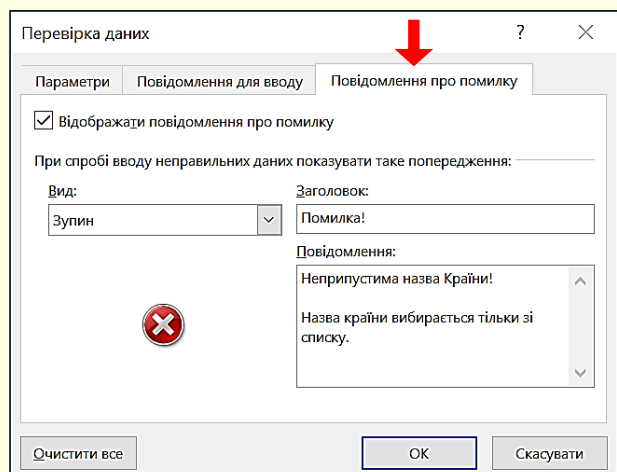 Перевірка даних ?
Параметри Повідомлення для вводу Повідомлення про помилку
Відображати повідомлення про помилку
При спробі вводу неправильних даних показувати таке попередження:
Вид: Заголовок:
Зупин Помилка!
Повідомлення:
Неприпустима назва Країни!
Назва країни вибирається тільки зі
списку.
Очистити все ОК Скасувати